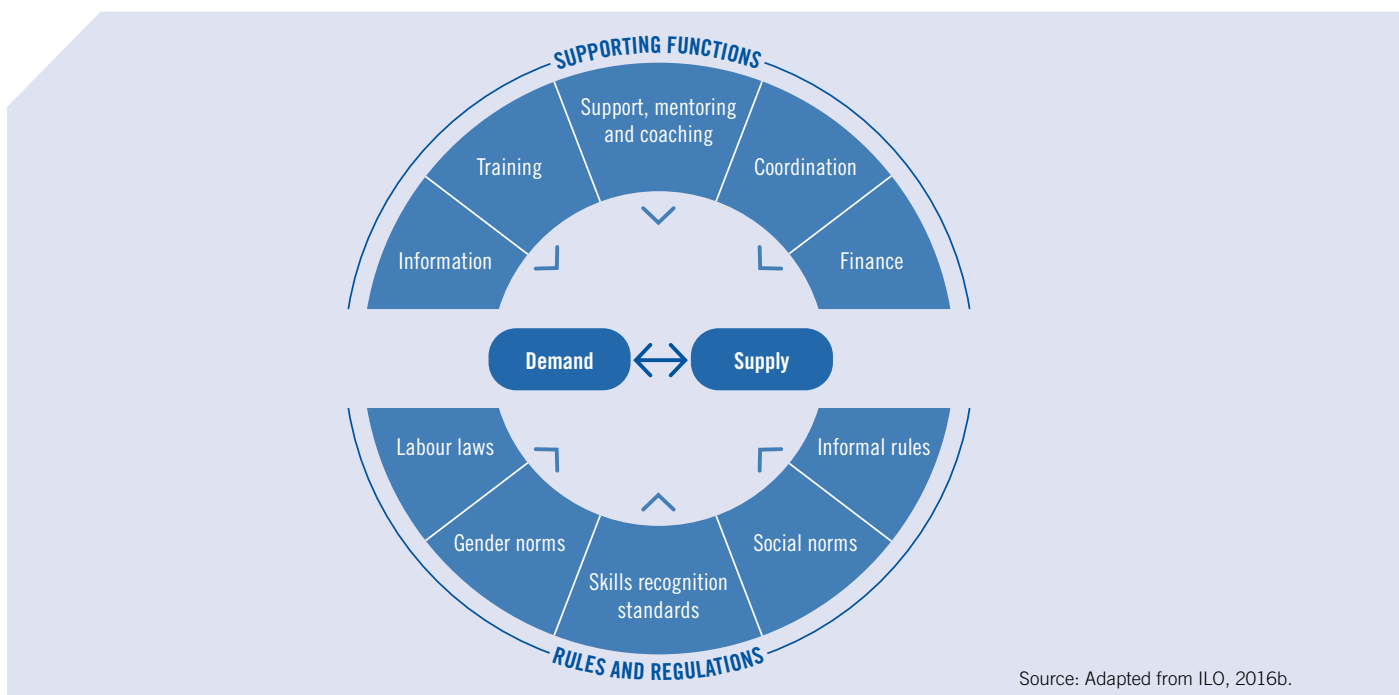 SUPPORTING FUNCTIONS
Support, mentoring
and coaching
Training
Coordination
Information
Finance
Demand
Supply
Labour laws
Informal rules
Gender norms
Social norms
Skills recognition
standards
RULES AND REGULATIONS
Source: Adapted from ILO, 2016b.